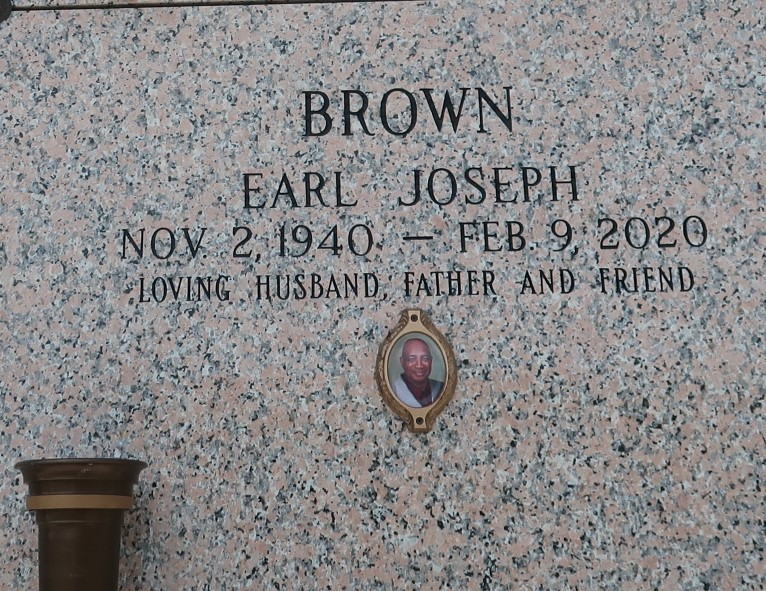 BROWN
EARL JOSEPH
NOV. 2, 1940 — FEB. 9, 2020
LOVING HUSBAND, FATHER AND FRIEND